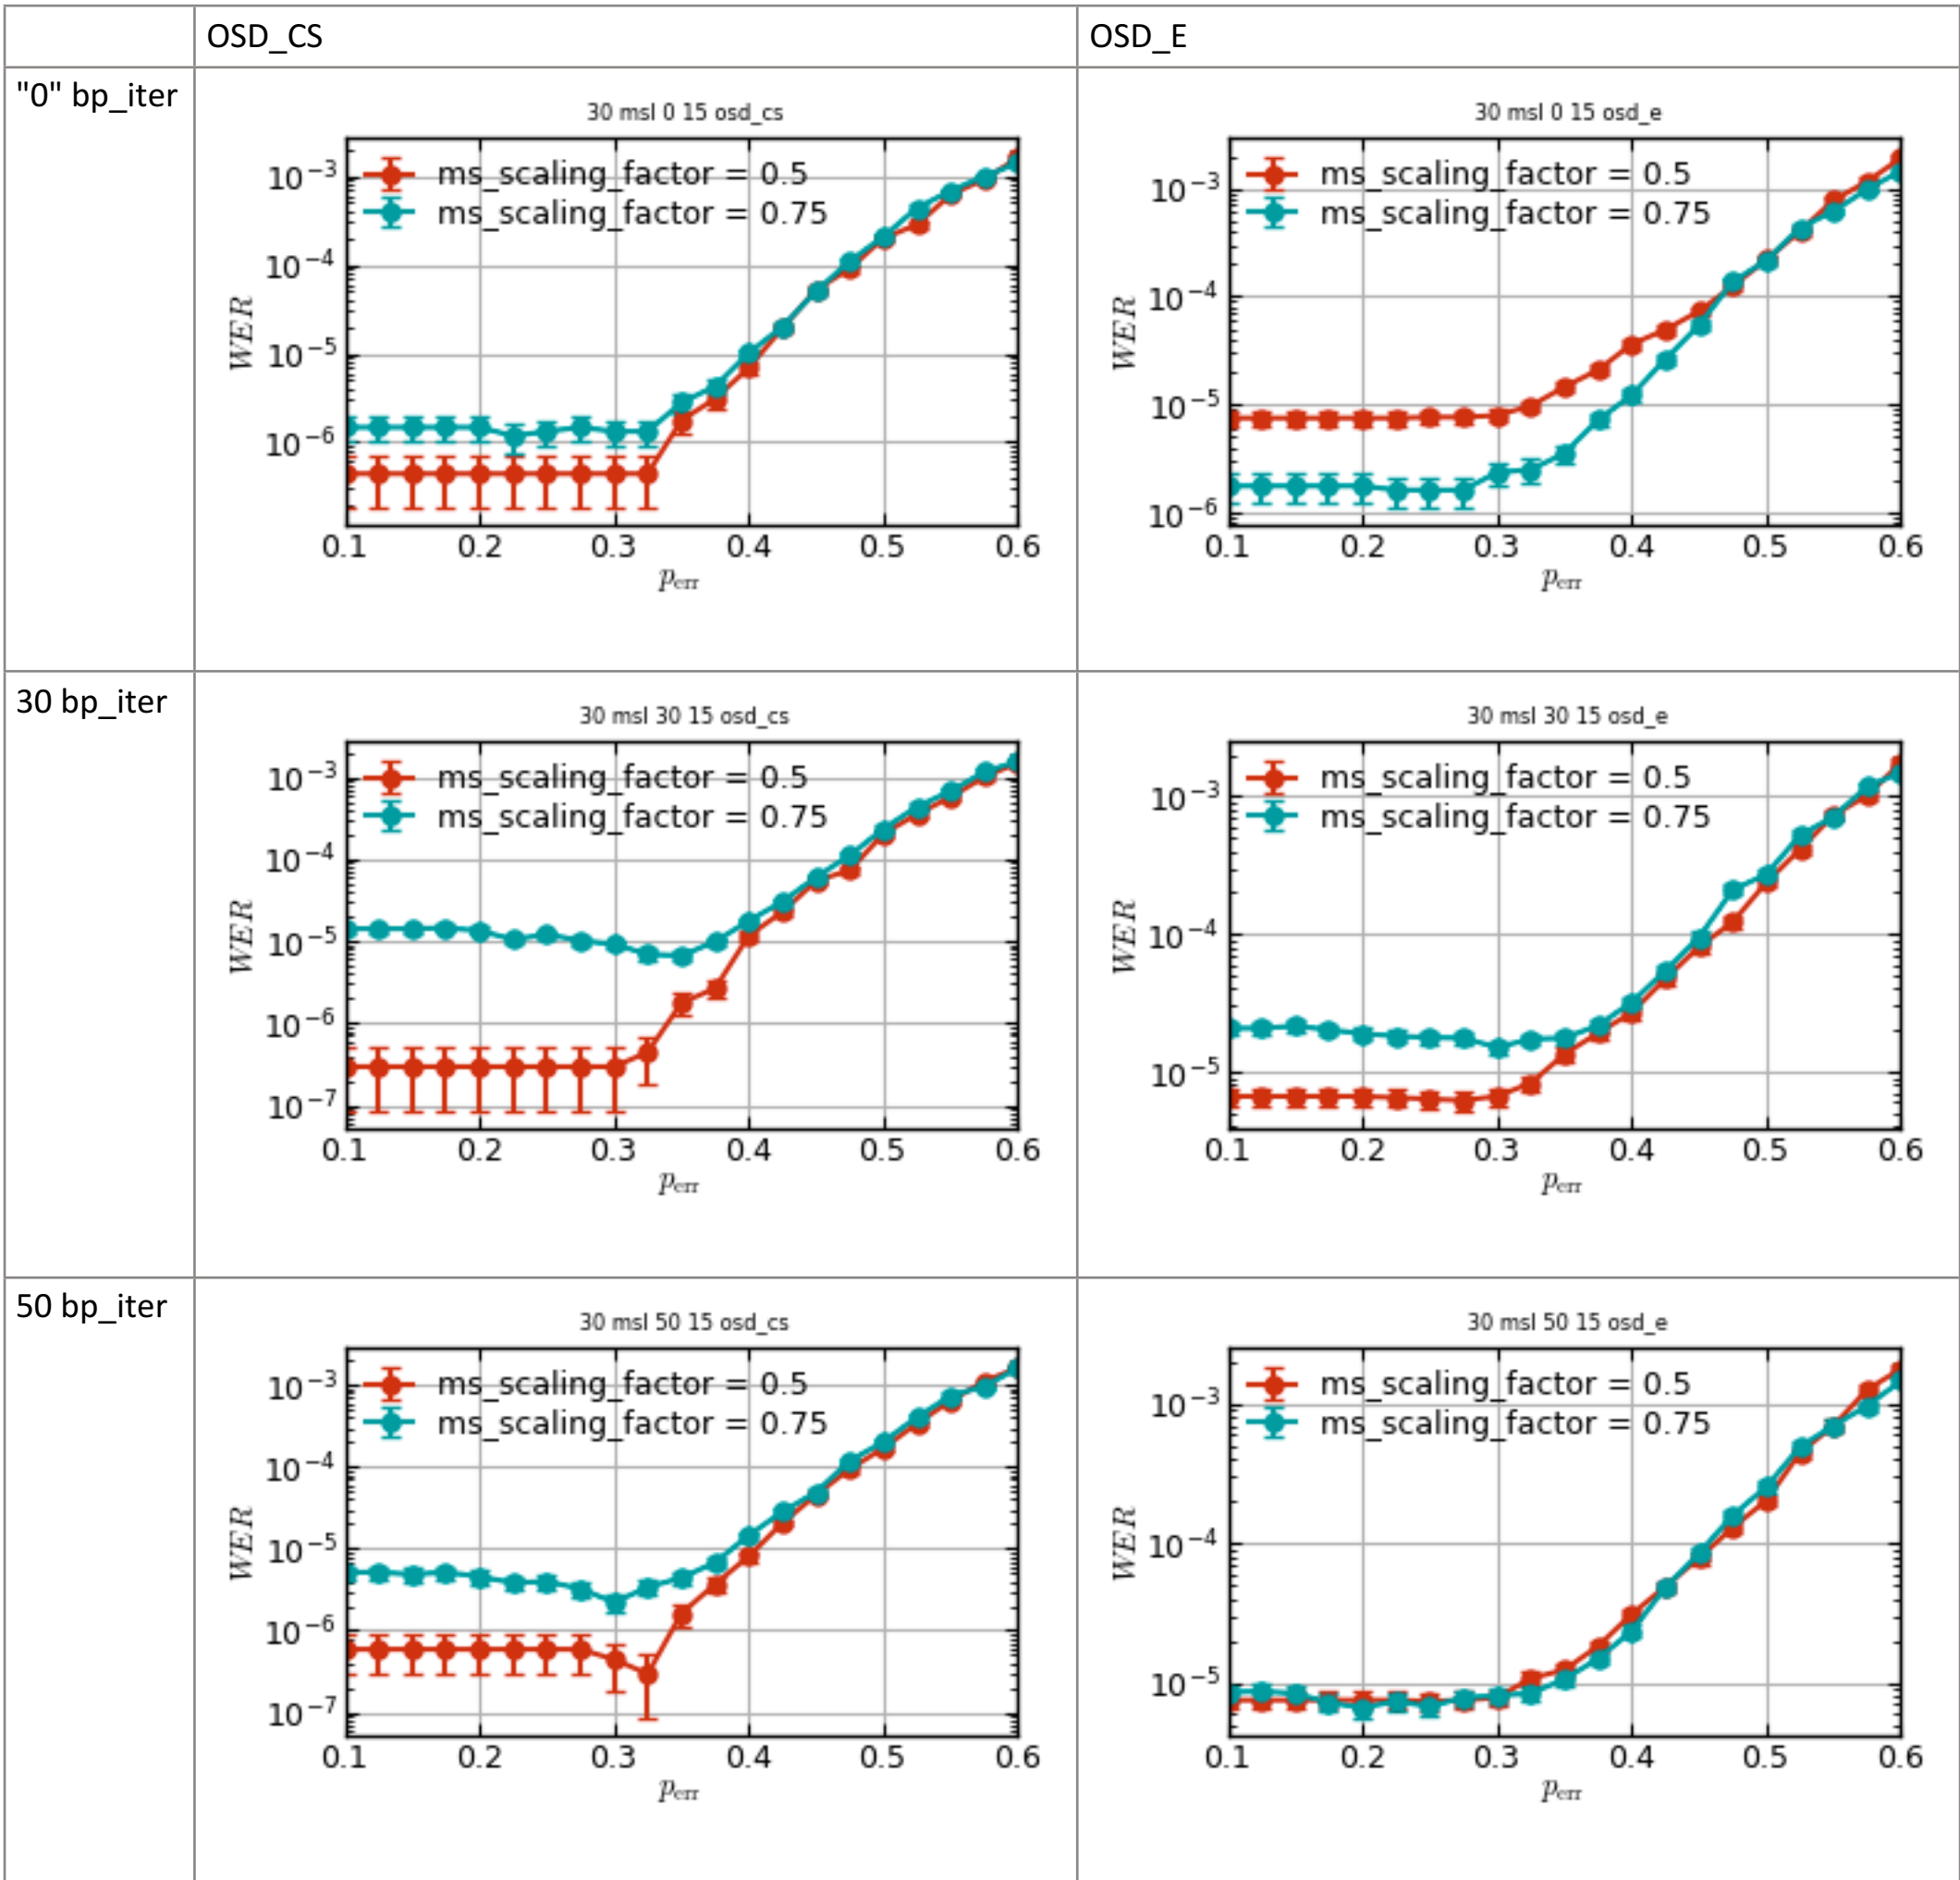 OSD_CS OSD_E
"0" bp_iter
30 msl 0 15 osd_cs
ms_scaling_factor = 0.5
ms_scaling_factor = 0.75
10⁻³
10⁻⁴
10⁻⁵
10⁻⁶
WER
0.1 0.2 0.3 0.4 0.5 0.6
p_err
30 msl 0 15 osd_e
ms_scaling_factor = 0.5
ms_scaling_factor = 0.75
10⁻³
10⁻⁴
10⁻⁵
10⁻⁶
WER
0.1 0.2 0.3 0.4 0.5 0.6
p_err
30 bp_iter
30 msl 30 15 osd_cs
ms_scaling_factor = 0.5
ms_scaling_factor = 0.75
10⁻³
10⁻⁴
10⁻⁵
10⁻⁶
10⁻⁷
WER
0.1 0.2 0.3 0.4 0.5 0.6
p_err
30 msl 30 15 osd_e
ms_scaling_factor = 0.5
ms_scaling_factor = 0.75
10⁻³
10⁻⁴
10⁻⁵
WER
0.1 0.2 0.3 0.4 0.5 0.6
p_err
50 bp_iter
30 msl 50 15 osd_cs
ms_scaling_factor = 0.5
ms_scaling_factor = 0.75
10⁻³
10⁻⁴
10⁻⁵
10⁻⁶
10⁻⁷
WER
0.1 0.2 0.3 0.4 0.5 0.6
p_err
30 msl 50 15 osd_e
ms_scaling_factor = 0.5
ms_scaling_factor = 0.75
10⁻³
10⁻⁴
10⁻⁵
WER
0.1 0.2 0.3 0.4 0.5 0.6
p_err